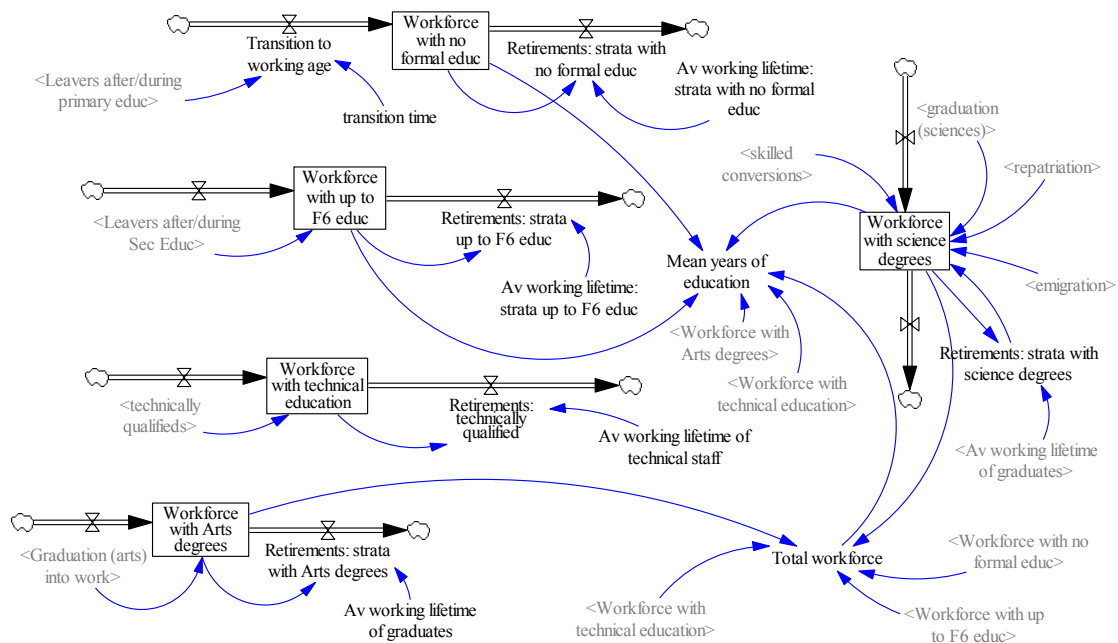 Workforce
with no
formal educ
Transition to
working age
Retirements: strata with
no formal educ
<Leavers after/during
primary educ>
transition time
Av working lifetime:
strata with no formal
educ
<graduation
(sciences)>
<skilled
conversions>
<repatriation>
Workforce
with up to
F6 educ
<Leavers after/during
Sec Educ>
Retirements: strata
up to F6 educ
Av working lifetime:
strata up to F6 educ
Mean years of
education
Workforce
with science
degrees
<emigration>
<Workforce with
Arts degrees>
<Workforce with
technical education>
Retirements: strata with
science degrees
<Av working lifetime
of graduates>
Workforce
with technical
education
<technically
qualifieds>
Retirements:
technically
qualified
Av working lifetime of
technical staff
Workforce
with Arts
degrees
<Graduation (arts)
into work>
Retirements: strata
with Arts degrees
Av working lifetime
of graduates
Total workforce
<Workforce with
technical education>
<Workforce with no
formal educ>
<Workforce with up
to F6 educ>